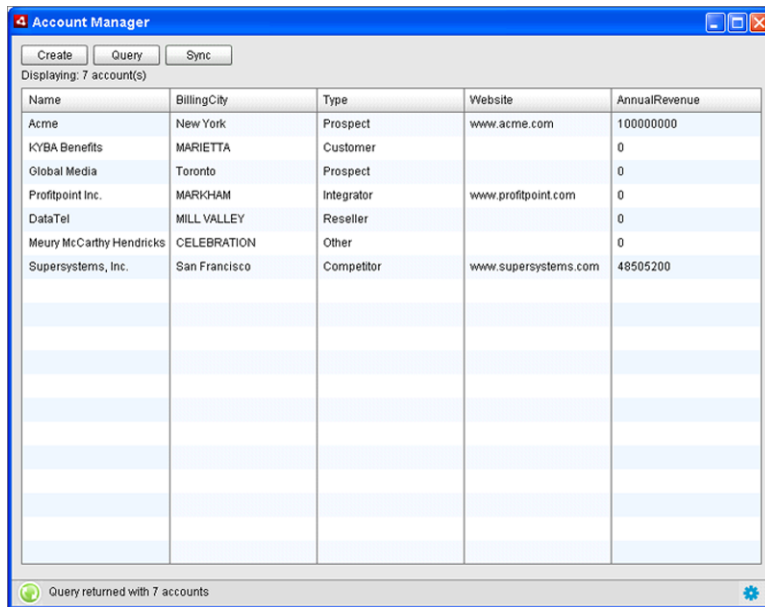 Account Manager
Create Query Sync
Displaying: 7 account(s)
Name BillingCity Type Website AnnualRevenue
Acme New York Prospect www.acme.com 100000000
KYBA Benefits MARIETTA Customer 0
Global Media Toronto Prospect 0
Profitpoint Inc. MARKHAM Integrator www.profitpoint.com 0
DataTel MILL VALLEY Reseller 0
Meury McCarthy Hendricks CELEBRATION Other 0
Supersystems, Inc. San Francisco Competitor www.supersystems.com 48505200
Query returned with 7 accounts